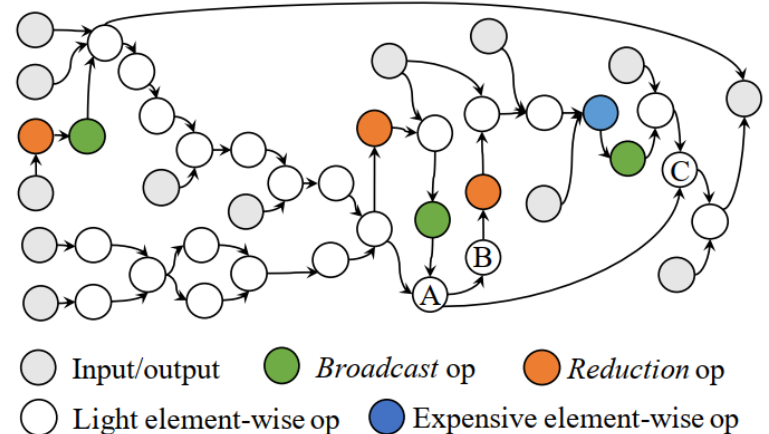 C
B
A
Input/output Broadcast op Reduction op
Light element-wise op Expensive element-wise op